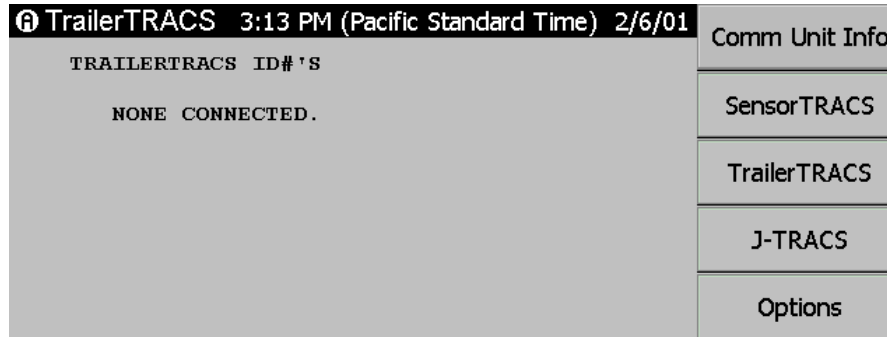 A TrailerTRACS 3:13 PM (Pacific Standard Time) 2/6/01
TRAILERTRACS ID#'S
NONE CONNECTED.
Comm Unit Info
SensorTRACS
TrailerTRACS
J-TRACS
Options